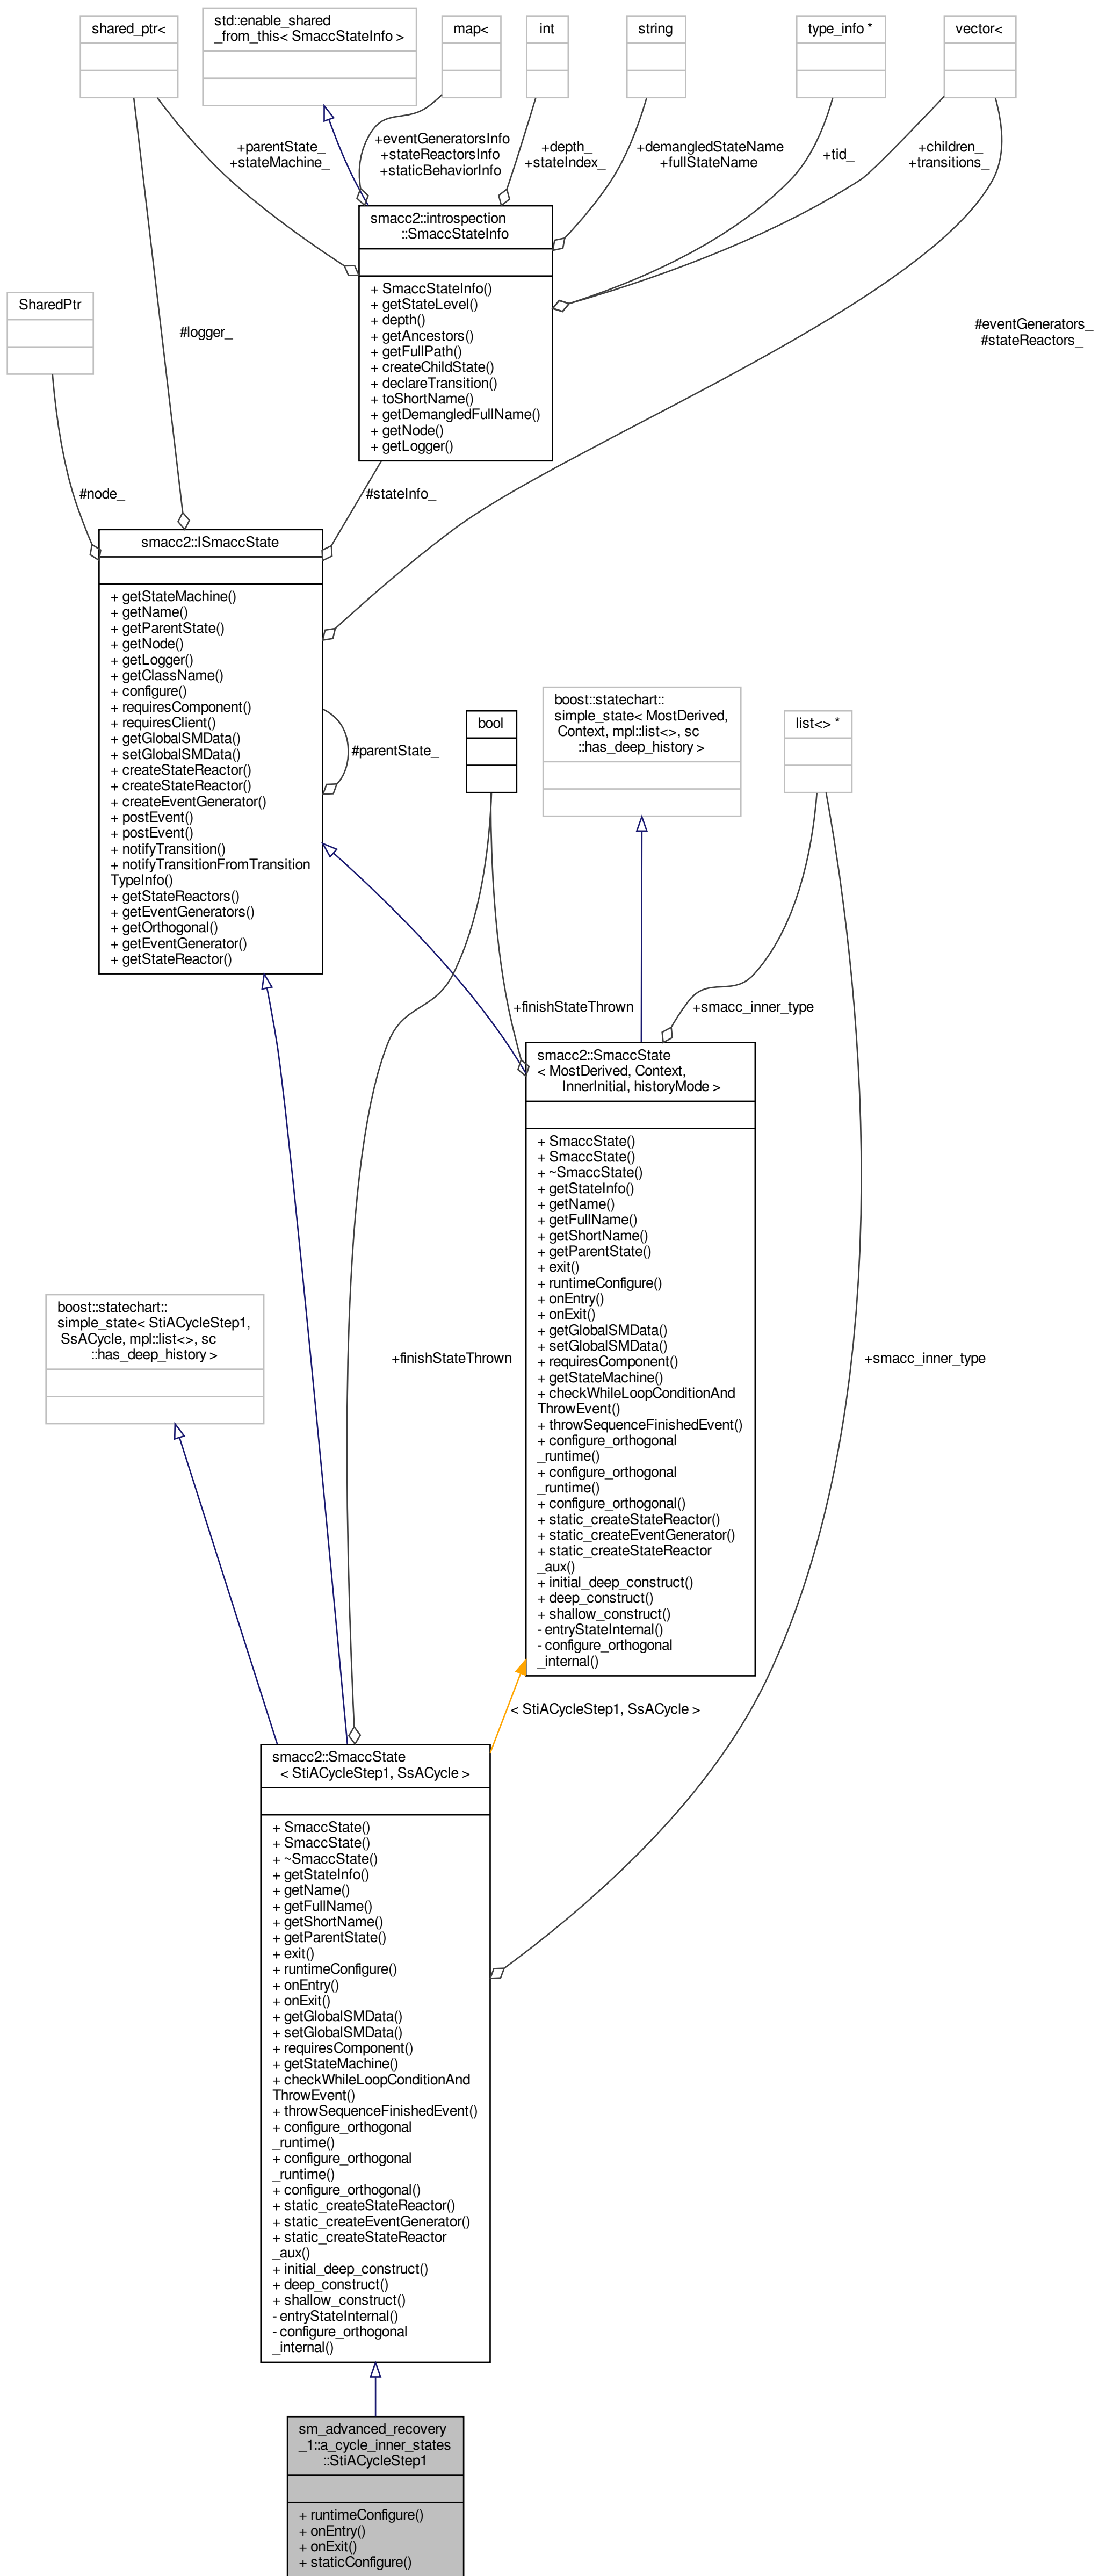 shared_ptr<
std::enable_shared
_from_this< SmaccStateInfo >
map<
int
string
type_info *
vector<
+parentState_
+stateMachine_
+eventGeneratorsInfo
+stateReactorsInfo
+staticBehaviorInfo
+depth_
+stateIndex_
+demangledStateName
+fullStateName
+tid_
+children_
+transitions_
smacc2::introspection
::SmaccStateInfo
+ SmaccStateInfo()
+ getStateLevel()
+ depth()
+ getAncestors()
+ getFullPath()
+ createChildState()
+ declareTransition()
+ toShortName()
+ getDemangledFullName()
+ getNode()
+ getLogger()
SharedPtr
#logger_
#eventGenerators_
#stateReactors_
#node_
#stateInfo_
smacc2::ISmaccState
+ getStateMachine()
+ getName()
+ getParentState()
+ getNode()
+ getLogger()
+ getClassName()
+ configure()
+ requiresComponent()
+ requiresClient()
+ getGlobalSMData()
+ setGlobalSMData()
+ createStateReactor()
+ createStateReactor()
+ createEventGenerator()
+ postEvent()
+ postEvent()
+ notifyTransition()
+ notifyTransitionFromTransition
TypeInfo()
+ getStateReactors()
+ getEventGenerators()
+ getOrthogonal()
+ getEventGenerator()
+ getStateReactor()
#parentState_
bool
boost::statechart::
simple_state< MostDerived,
Context, mpl::list<>, sc
::has_deep_history >
list<> *
+finishStateThrown
+smacc_inner_type
smacc2::SmaccState
< MostDerived, Context,
InnerInitial, historyMode >
+ SmaccState()
+ SmaccState()
+ ~SmaccState()
+ getStateInfo()
+ getName()
+ getFullName()
+ getShortName()
+ getParentState()
+ exit()
+ runtimeConfigure()
+ onEntry()
+ onExit()
+ getGlobalSMData()
+ setGlobalSMData()
+ requiresComponent()
+ getStateMachine()
+ checkWhileLoopConditionAnd
ThrowEvent()
+ throwSequenceFinishedEvent()
+ configure_orthogonal
_runtime()
+ configure_orthogonal
_runtime()
+ configure_orthogonal()
+ static_createStateReactor()
+ static_createEventGenerator()
+ static_createStateReactor
_aux()
+ initial_deep_construct()
+ deep_construct()
+ shallow_construct()
- entryStateInternal()
- configure_orthogonal
_internal()
boost::statechart::
simple_state< StiACycleStep1,
SsACycle, mpl::list<>, sc
::has_deep_history >
+finishStateThrown
+smacc_inner_type
< StiACycleStep1, SsACycle >
smacc2::SmaccState
< StiACycleStep1, SsACycle >
+ SmaccState()
+ SmaccState()
+ ~SmaccState()
+ getStateInfo()
+ getName()
+ getFullName()
+ getShortName()
+ getParentState()
+ exit()
+ runtimeConfigure()
+ onEntry()
+ onExit()
+ getGlobalSMData()
+ setGlobalSMData()
+ requiresComponent()
+ getStateMachine()
+ checkWhileLoopConditionAnd
ThrowEvent()
+ throwSequenceFinishedEvent()
+ configure_orthogonal
_runtime()
+ configure_orthogonal
_runtime()
+ configure_orthogonal()
+ static_createStateReactor()
+ static_createEventGenerator()
+ static_createStateReactor
_aux()
+ initial_deep_construct()
+ deep_construct()
+ shallow_construct()
- entryStateInternal()
- configure_orthogonal
_internal()
sm_advanced_recovery
_1::a_cycle_inner_states
::StiACycleStep1
+ runtimeConfigure()
+ onEntry()
+ onExit()
+ staticConfigure()